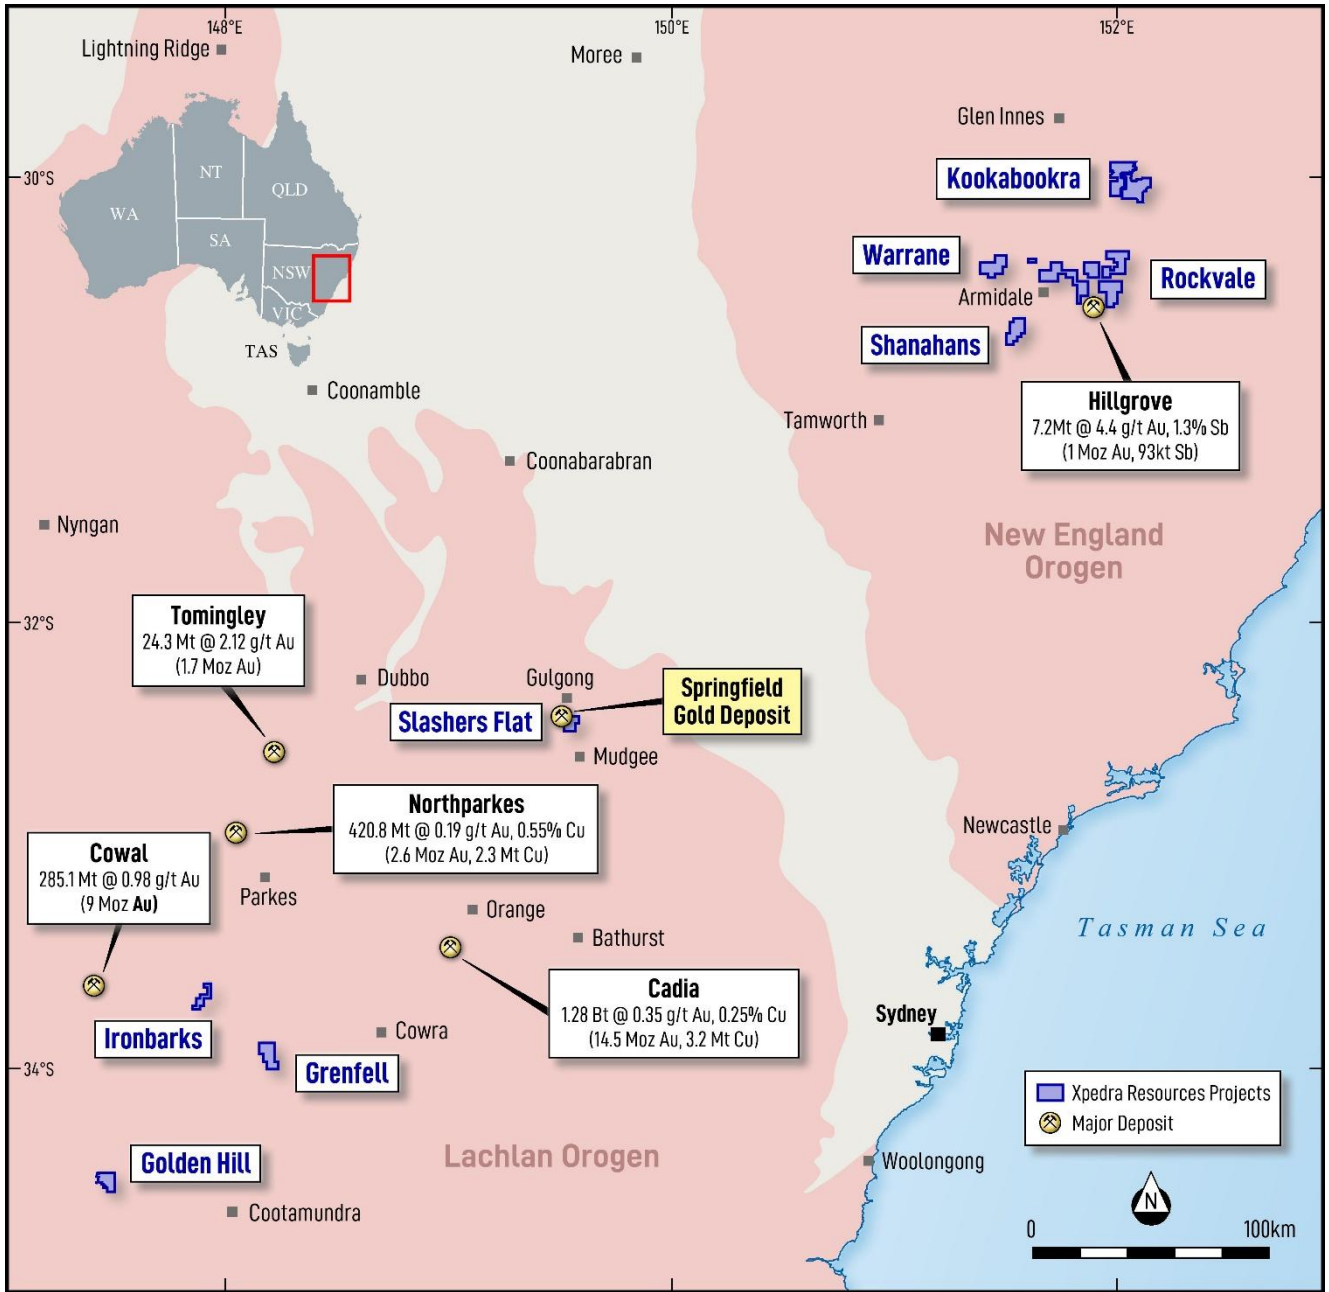 148°E
150°E
152°E
Lightning Ridge
Moree
Glen Innes
30°S
Kookabookra
NT
QLD
WA
SA
NSW
VIC
TAS
Warrane
Rockvale
Armidale
Shanahans
Hillgrove
7.2Mt @ 4.4 g/t Au, 1.3% Sb
(1 Moz Au, 93kt Sb)
Coonamble
Tamworth
Coonabarabran
Nyngan
New England
Orogen
32°S
Tomingley
24.3 Mt @ 2.12 g/t Au
(1.7 Moz Au)
Dubbo
Gulgong
Springfield
Gold Deposit
Slashers Flat
Mudgee
Northparkes
420.8 Mt @ 0.19 g/t Au, 0.55% Cu
(2.6 Moz Au, 2.3 Mt Cu)
Newcastle
Cowal
285.1 Mt @ 0.98 g/t Au
(9 Moz Au)
Parkes
Orange
Bathurst
Tasman Sea
Cadia
1.28 Bt @ 0.35 g/t Au, 0.25% Cu
(14.5 Moz Au, 3.2 Mt Cu)
Sydney
Ironbarks
Cowra
Grenfell
34°S
Xpedra Resources Projects
Major Deposit
Lachlan Orogen
Golden Hill
Woolongong
Cootamundra
N
0
100km